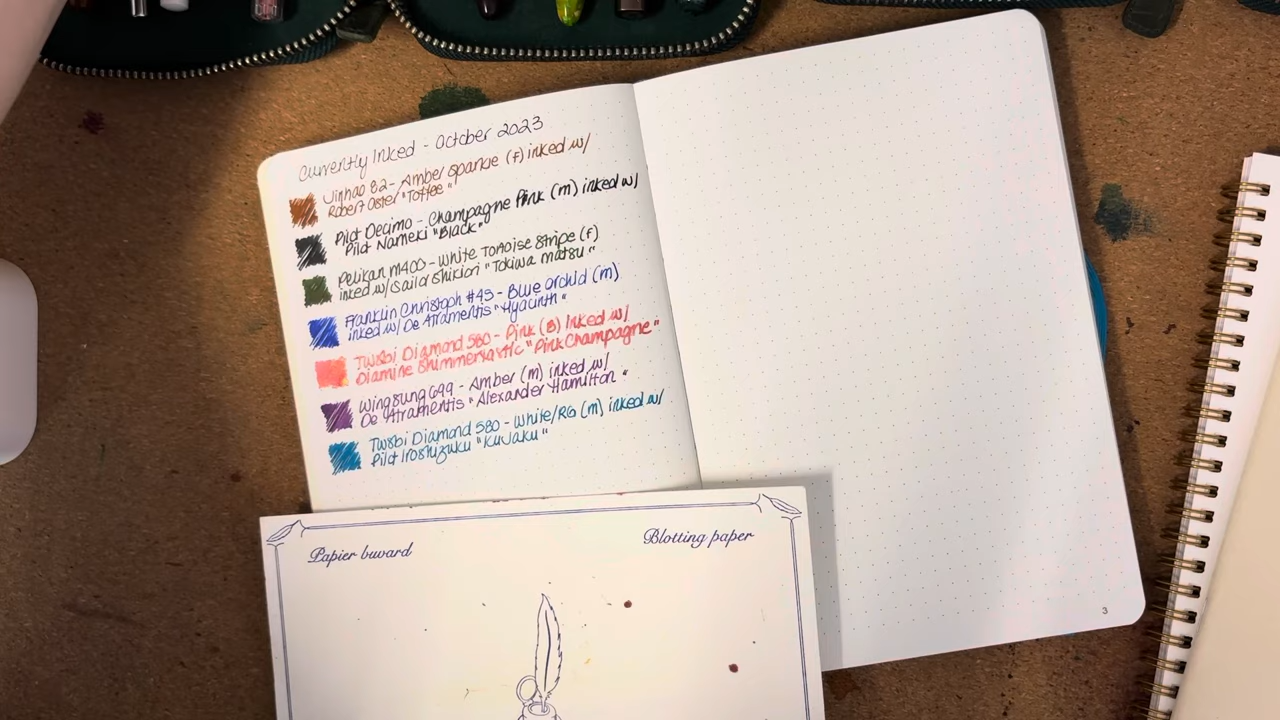 Currently Inked - October 2023
Jinhao 82 - Amber Sparkle (f) inked w/
Robert Oster "Toffee"
Pilot Decimo - Champagne Pink (m) inked w/
Pilot Namiki "Black"
Pelikan M400 - White Tortoise Stripe (f)
inked w/ Sailor Shikiori "Tokiwa Matsu"
Franklin Christoph #45 - Blue Orchid (m)
inked w/ De Atramentis "Hyacinth"
Twsbi Diamond 580 - Pink (B) Inked w/
Diamine Shimmertastic "Pink Champagne"
Wing Sung 699 - Amber (m) inked w/
De Atramentis "Alexander Hamilton"
Twsbi Diamond 580 - White/RG (m) inked w/
Pilot Iroshizuku "Kujaku"
Papier buvard
Blotting paper
3